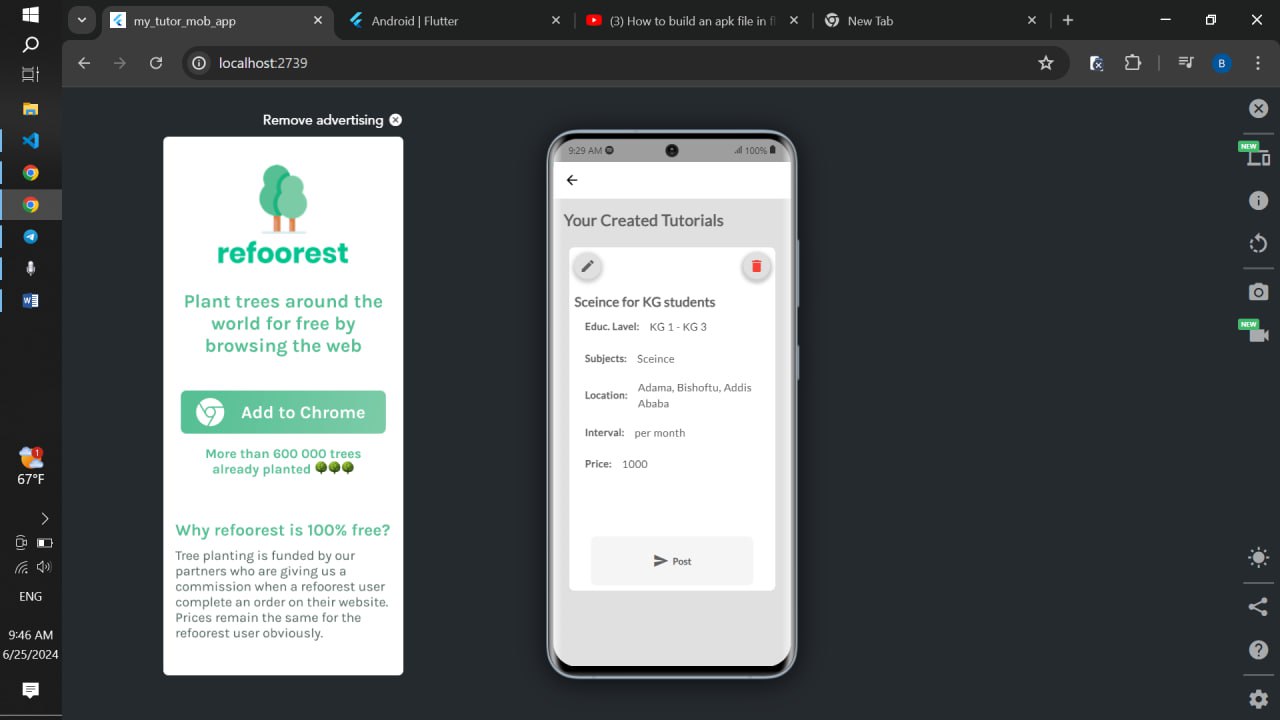 my_tutor_mob_app
Android | Flutter
(3) How to build an apk file in fl
New Tab
localhost:2739
B
Remove advertising
refoorest
Plant trees around the
world for free by
browsing the web
Add to Chrome
More than 600 000 trees
already planted 🌳🌳🌳
Why refoorest is 100% free?
Tree planting is funded by our
partners who are giving us a
commission when a refoorest user
complete an order on their website.
Prices remain the same for the
refoorest user obviously.
9:29 AM
100%
Your Created Tutorials
Sceince for KG students
Educ. Lavel: KG 1 - KG 3
Subjects: Sceince
Location: Adama, Bishoftu, Addis
Ababa
Interval: per month
Price: 1000
Post
NEW
NEW
1
67°F
ENG
9:46 AM
6/25/2024